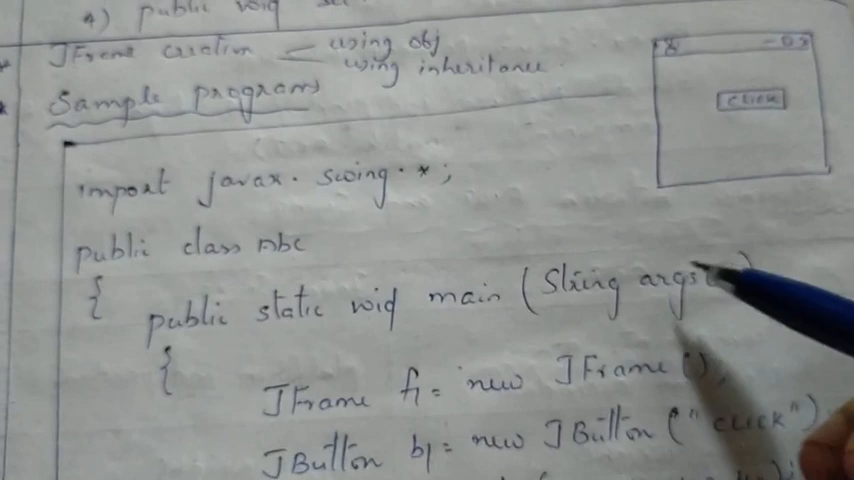 4) public void
JFrame creation using obj
using inheritance
Sample programs
click
import javax. swing. *;
public class Abc
{ public static void main (String args[])
{
JFrame f1 = new JFrame();
JButton b1 = new JButton ("click");